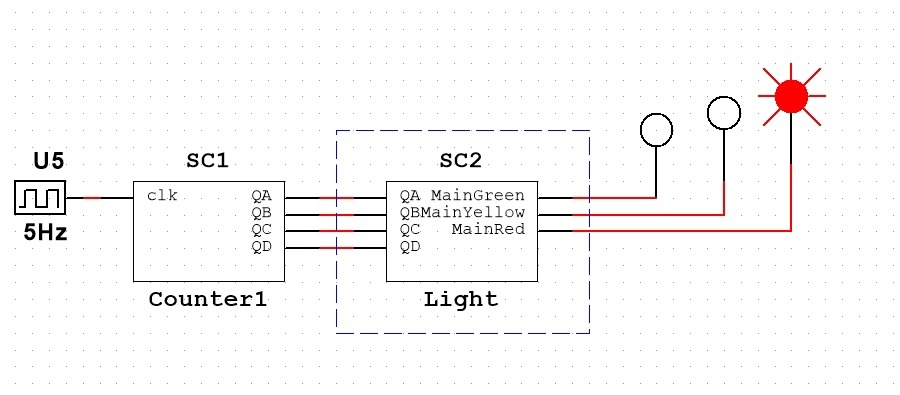 U5
5Hz
SC1
clk
QA
QB
QC
QD
Counter1
SC2
QA MainGreen
QBMainYellow
QC MainRed
QD
Light